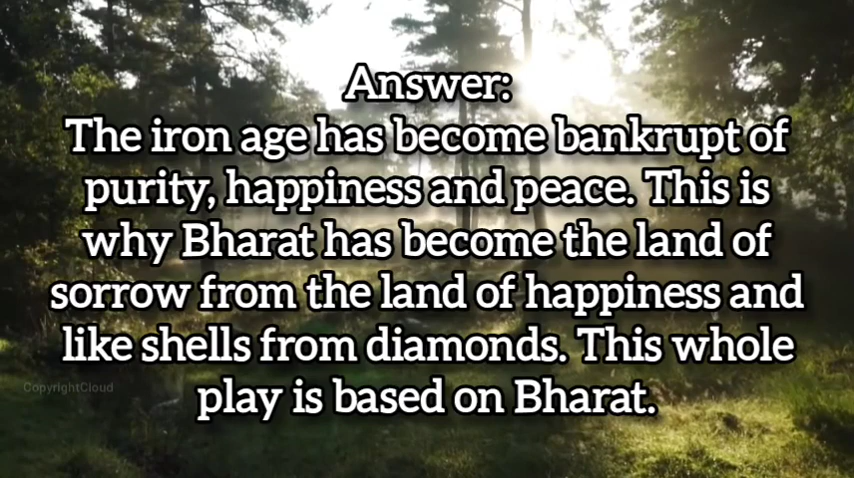 Answer:
The iron age has become bankrupt of
purity, happiness and peace. This is
why Bharat has become the land of
sorrow from the land of happiness and
like shells from diamonds. This whole
play is based on Bharat.
CopyrightCloud